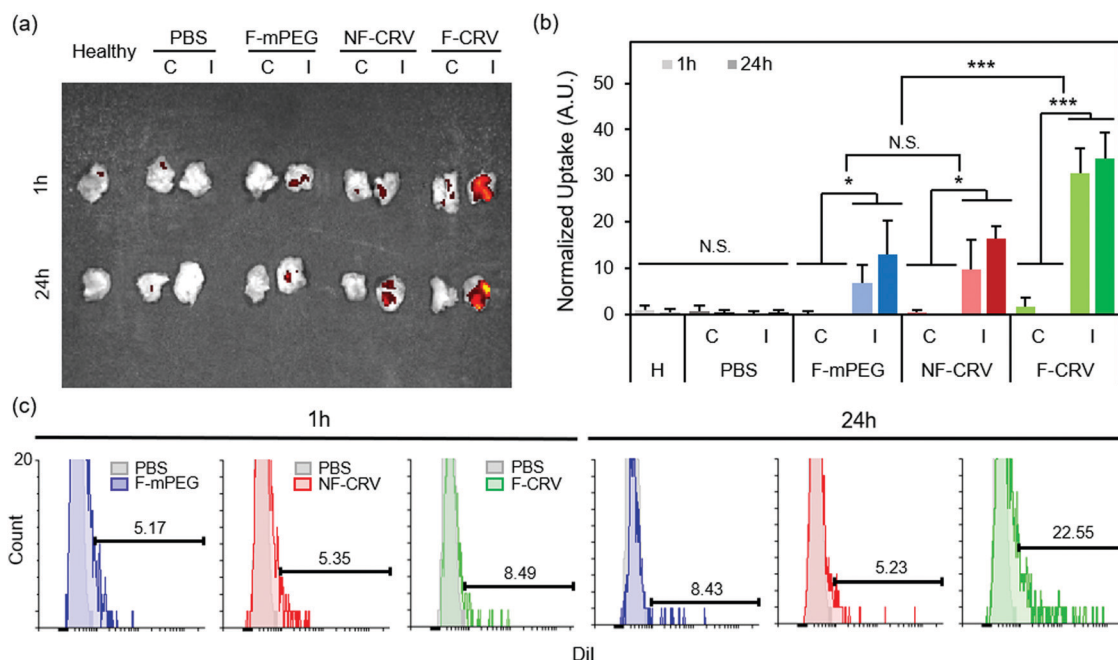 (a)
Healthy
PBS F-mPEG NF-CRV F-CRV
C I C I C I C I
1h
24h
(b)
Normalized Uptake (A.U.)
50
40
30
20
10
0
1h 24h
N.S.
*
N.S.
*
***
***
C I C I C I C I
H PBS F-mPEG NF-CRV F-CRV
(c)
1h 24h
Count
20
0
PBS
F-mPEG
5.17
PBS
NF-CRV
5.35
PBS
F-CRV
8.49
8.43
5.23
22.55
DiI